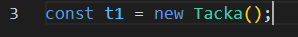 3 const t1 = new Tacka();